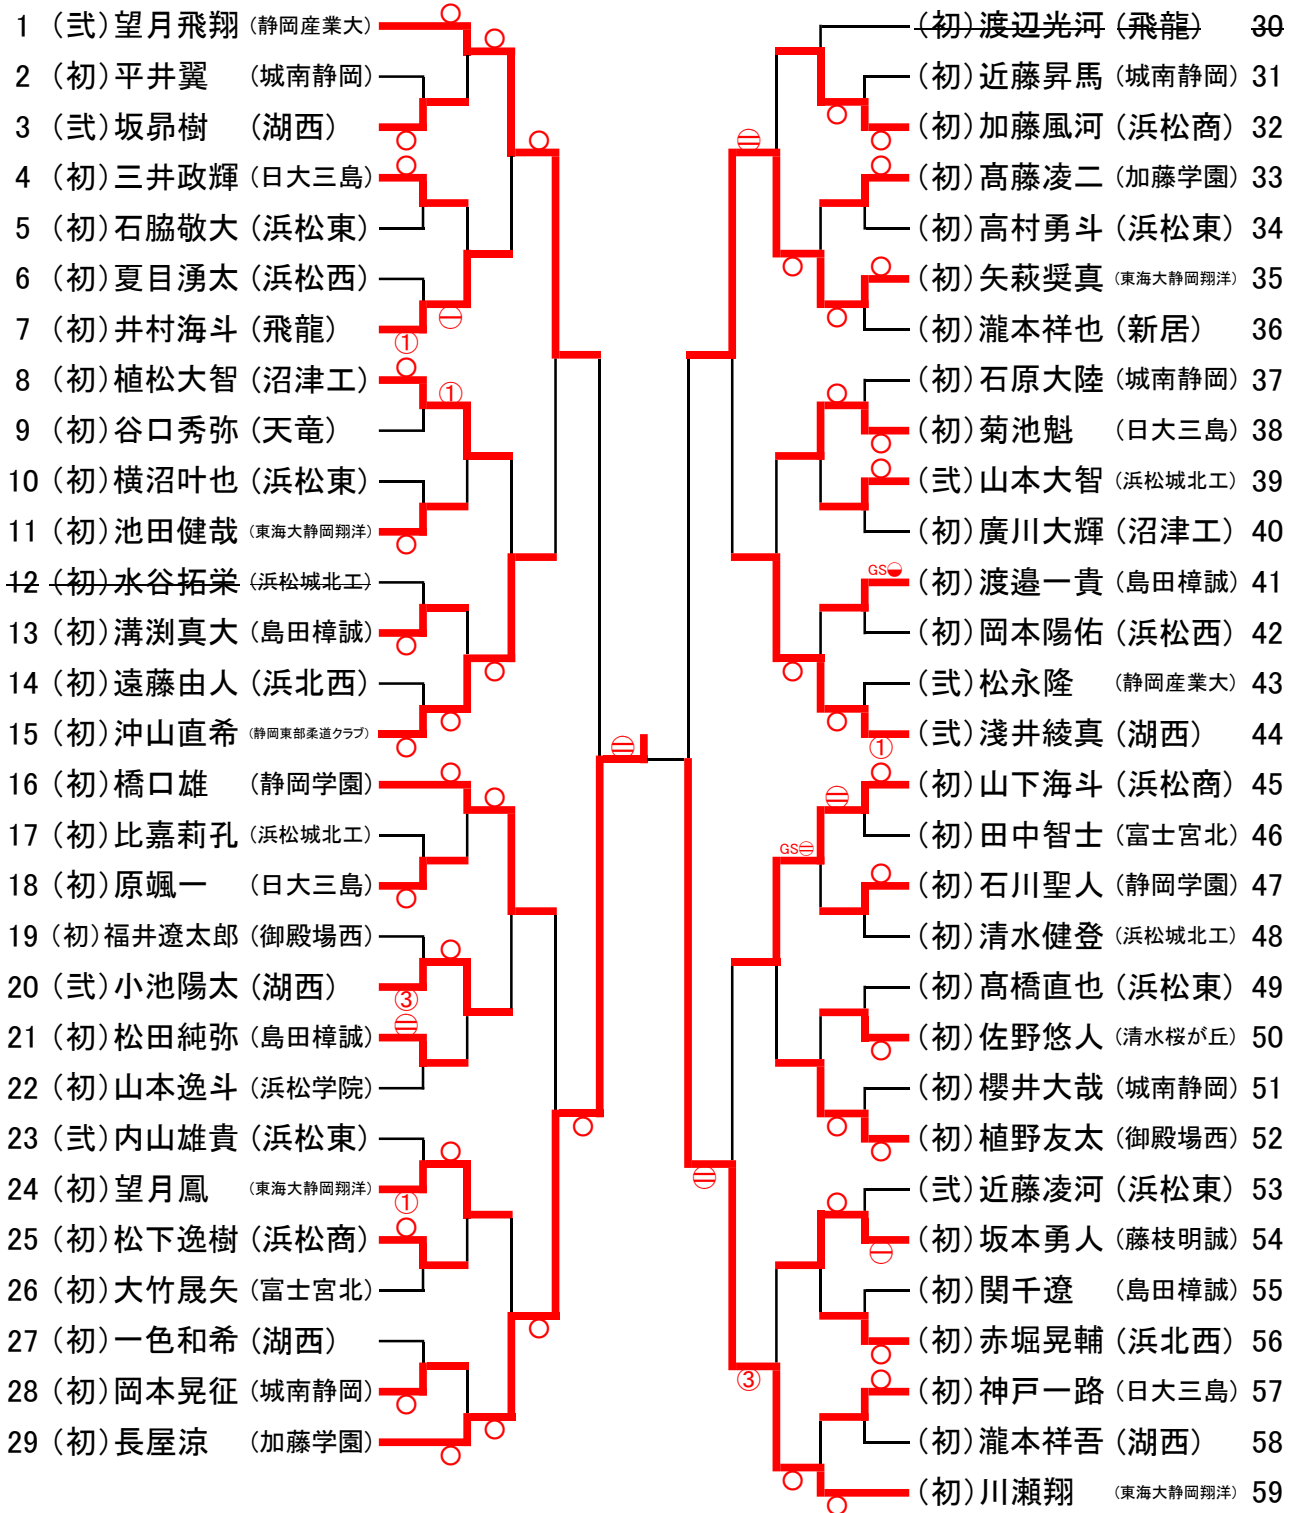 1 (弐)望月飛翔 (静岡産業大)
2 (初)平井翼 (城南静岡)
3 (弐)坂昴樹 (湖西)
4 (初)三井政輝 (日大三島)
5 (初)石脇敬大 (浜松東)
6 (初)夏目湧太 (浜松西)
7 (初)井村海斗 (飛龍)
①
8 (初)植松大智 (沼津工)
①
9 (初)谷口秀弥 (天竜)
10 (初)横沼叶也 (浜松東)
11 (初)池田健哉 (東海大静岡翔洋)
12 (初)水谷拓栄 (浜松城北工)
13 (初)溝渕真大 (島田樟誠)
14 (初)遠藤由人 (浜北西)
15 (初)沖山直希 (静岡東部柔道クラブ)
16 (初)橋口雄 (静岡学園)
17 (初)比嘉莉孔 (浜松城北工)
18 (初)原颯一 (日大三島)
19 (初)福井遼太郎 (御殿場西)
20 (弐)小池陽太 (湖西)
③
21 (初)松田純弥 (島田樟誠)
22 (初)山本逸斗 (浜松学院)
23 (弐)内山雄貴 (浜松東)
24 (初)望月鳳 (東海大静岡翔洋)
①
25 (初)松下逸樹 (浜松商)
26 (初)大竹晟矢 (富士宮北)
27 (初)一色和希 (湖西)
28 (初)岡本晃征 (城南静岡)
29 (初)長屋涼 (加藤学園)
(初)渡辺光河 (飛龍) 30
(初)近藤昇馬 (城南静岡) 31
(初)加藤風河 (浜松商) 32
(初)髙藤凌二 (加藤学園) 33
(初)高村勇斗 (浜松東) 34
(初)矢萩奨真 (東海大静岡翔洋) 35
(初)瀧本祥也 (新居) 36
(初)石原大陸 (城南静岡) 37
(初)菊池魁 (日大三島) 38
(弐)山本大智 (浜松城北工) 39
(初)廣川大輝 (沼津工) 40
GS
(初)渡邉一貴 (島田樟誠) 41
(初)岡本陽佑 (浜松西) 42
(弐)松永隆 (静岡産業大) 43
(弐)淺井綾真 (湖西) 44
①
(初)山下海斗 (浜松商) 45
(初)田中智士 (富士宮北) 46
GS
(初)石川聖人 (静岡学園) 47
(初)清水健登 (浜松城北工) 48
(初)髙橋直也 (浜松東) 49
(初)佐野悠人 (清水桜が丘) 50
(初)櫻井大哉 (城南静岡) 51
(初)植野友太 (御殿場西) 52
(弐)近藤凌河 (浜松東) 53
(初)坂本勇人 (藤枝明誠) 54
(初)関千遼 (島田樟誠) 55
(初)赤堀晃輔 (浜北西) 56
③
(初)神戸一路 (日大三島) 57
(初)瀧本祥吾 (湖西) 58
(初)川瀬翔 (東海大静岡翔洋) 59